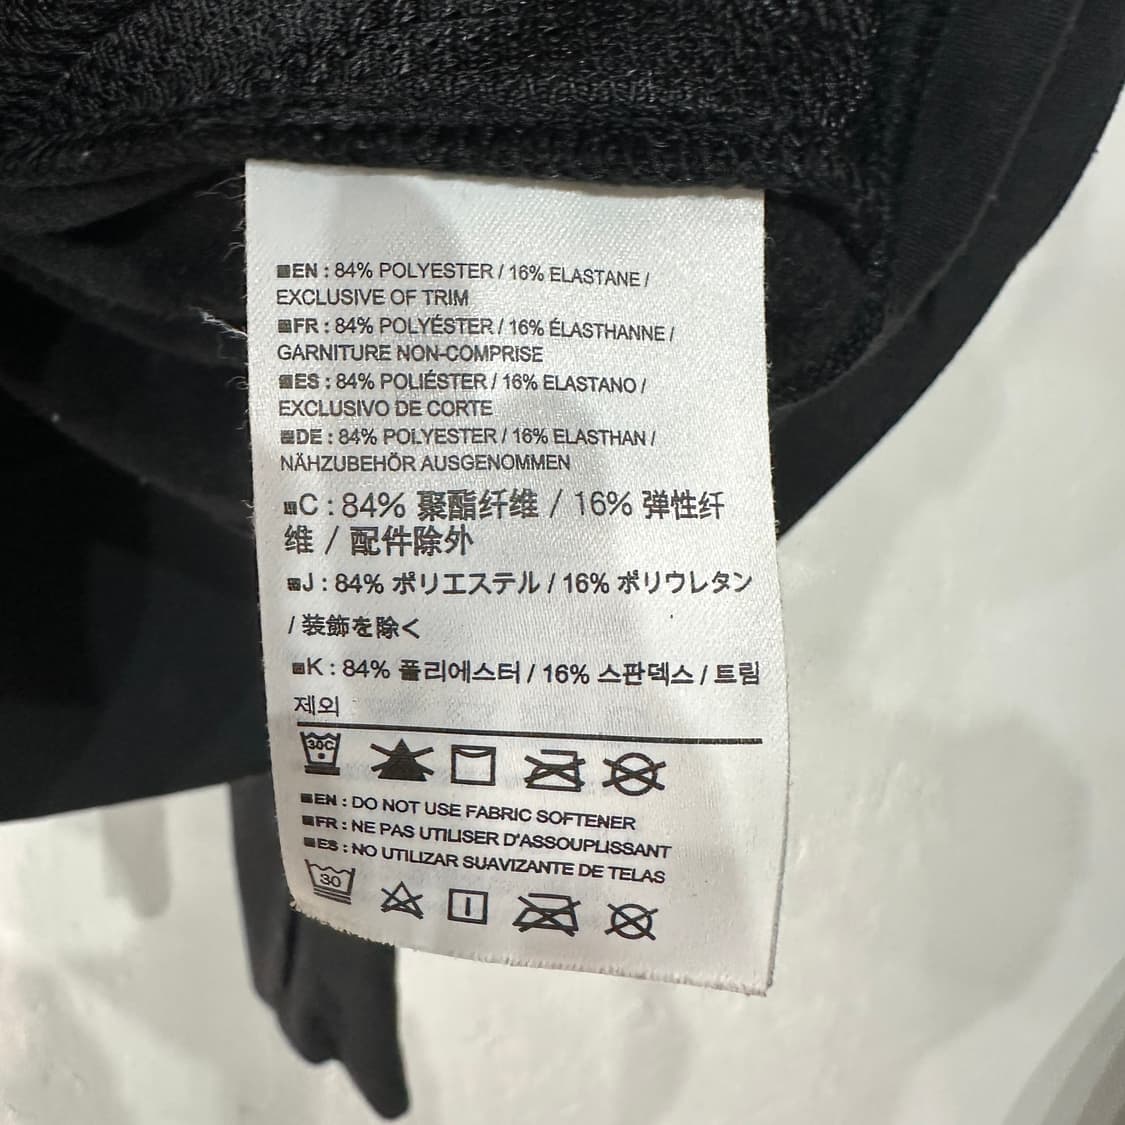 EN : 84% POLYESTER / 16% ELASTANE /
EXCLUSIVE OF TRIM
FR : 84% POLYÉSTER / 16% ÉLASTHANNE /
GARNITURE NON-COMPRISE
ES : 84% POLIÉSTER / 16% ELASTANO /
EXCLUSIVO DE CORTE
DE : 84% POLYESTER / 16% ELASTHAN /
NÄHZUBEHÖR AUSGENOMMEN
C : 84% 聚酯纤维 / 16% 弹性纤
维 / 配件除外
J : 84% ポリエステル / 16% ポリウレタン
/ 装飾を除く
K : 84% 폴리에스터 / 16% 스판덱스 / 트림
제외
30C
EN : DO NOT USE FABRIC SOFTENER
FR : NE PAS UTILISER D'ASSOUPLISSANT
ES : NO UTILIZAR SUAVIZANTE DE TELAS
30